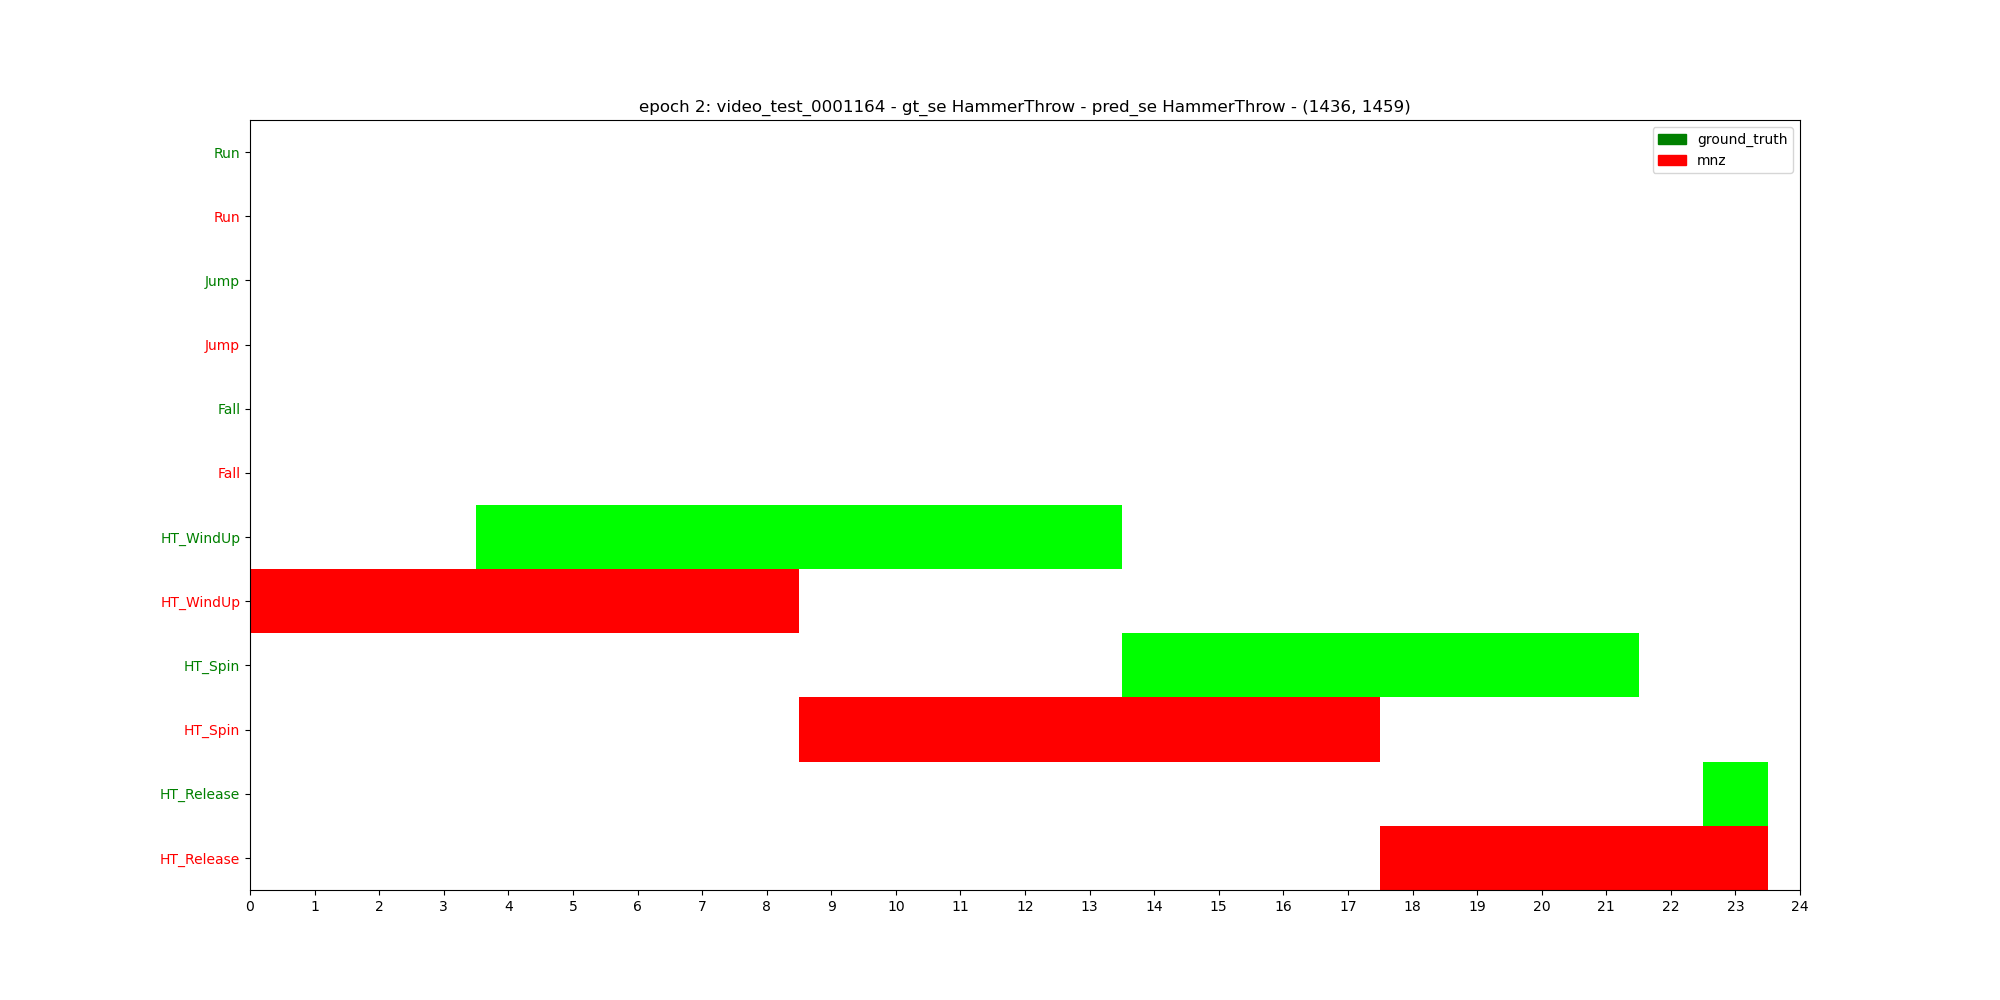 epoch 2: video_test_0001164 - gt_se HammerThrow - pred_se HammerThrow - (1436, 1459)
ground_truth
mnz
Run
Run
Jump
Jump
Fall
Fall
HT_WindUp
HT_WindUp
HT_Spin
HT_Spin
HT_Release
HT_Release
0 1 2 3 4 5 6 7 8 9 10 11 12 13 14 15 16 17 18 19 20 21 22 23 24